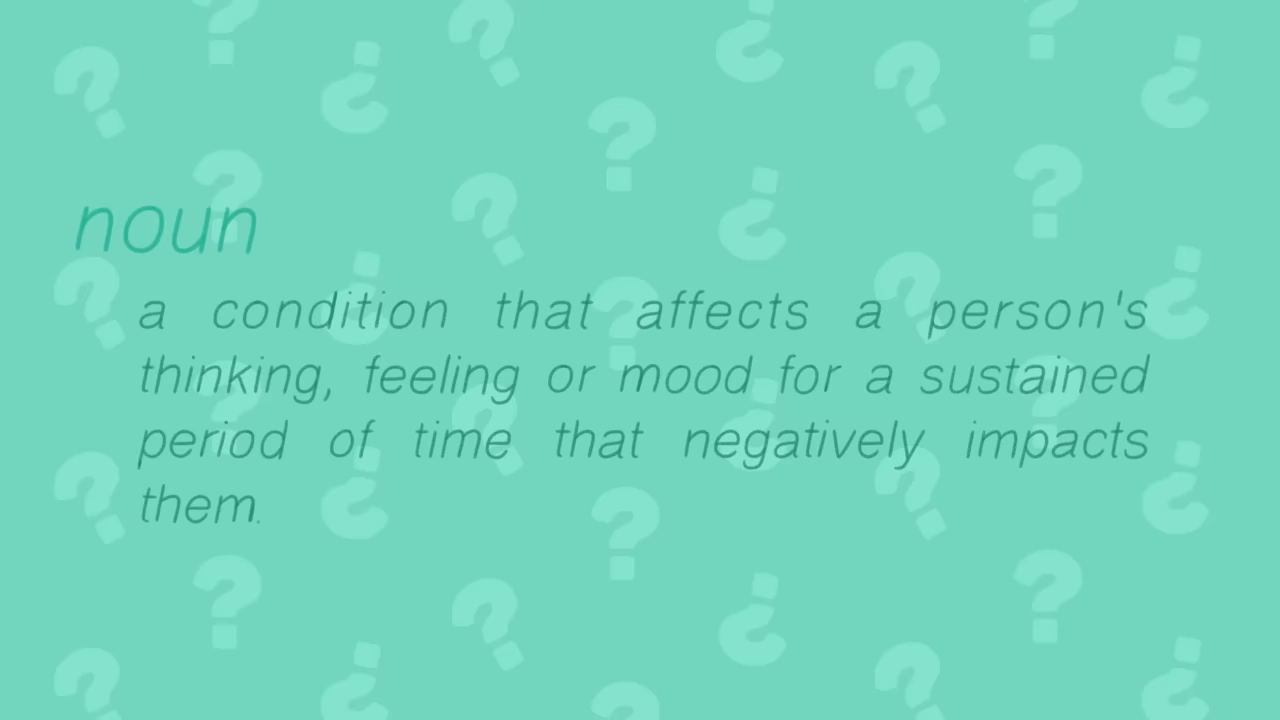 noun
a condition that affects a person's
thinking, feeling or mood for a sustained
period of time that negatively impacts
them.